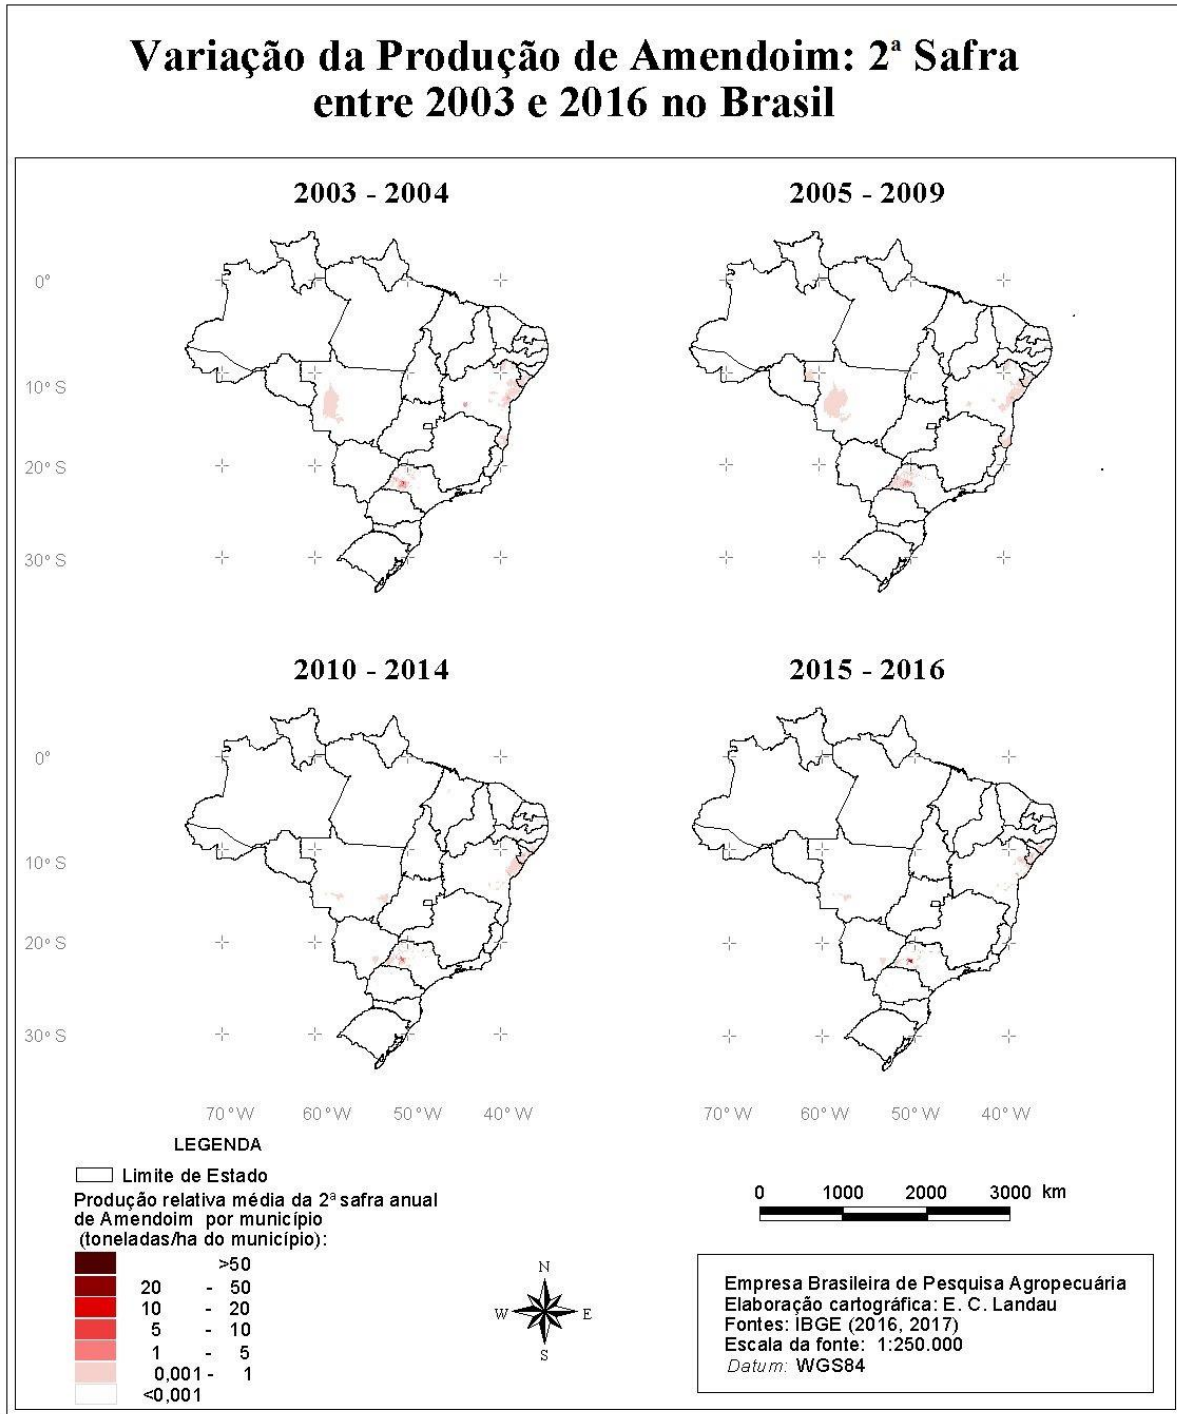 Variação da Produção de Amendoim: 2ª Safra
entre 2003 e 2016 no Brasil
2003 - 2004
2005 - 2009
0°
10° S
20° S
30° S
2010 - 2014
2015 - 2016
0°
10° S
20° S
30° S
70° W 60° W 50° W 40° W
70° W 60° W 50° W 40° W
LEGENDA
Limite de Estado
Produção relativa média da 2ª safra anual
de Amendoim por município
(toneladas/ha do município):
>50
20 - 50
10 - 20
5 - 10
1 - 5
0,001 - 1
<0,001
N
W E
S
0 1000 2000 3000 km
Empresa Brasileira de Pesquisa Agropecuária
Elaboração cartográfica: E. C. Landau
Fontes: IBGE (2016, 2017)
Escala da fonte: 1:250.000
Datum: WGS84